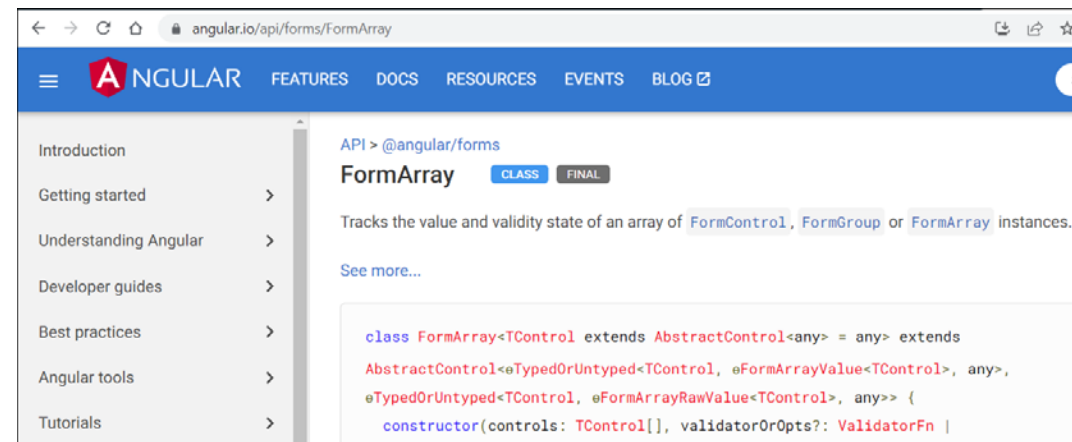 angular.io/api/forms/FormArray
ANGULAR FEATURES DOCS RESOURCES EVENTS BLOG
Introduction
Getting started
Understanding Angular
Developer guides
Best practices
Angular tools
Tutorials
API > @angular/forms
FormArray CLASS FINAL
Tracks the value and validity state of an array of FormControl, FormGroup or FormArray instances.
See more...
class FormArray<TControl extends AbstractControl<any> = any> extends
AbstractControl<ɵTypedOrUntyped<TControl, ɵFormArrayValue<TControl>, any>,
ɵTypedOrUntyped<TControl, ɵFormArrayRawValue<TControl>, any>> {
constructor(controls: TControl[], validatorOrOpts?: ValidatorFn |